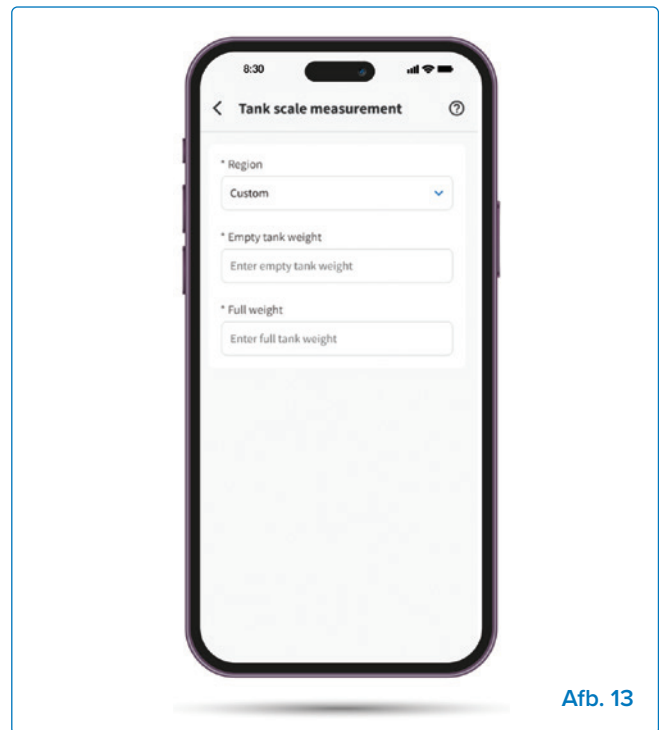 8:30
Tank scale measurement
* Region
Custom
* Empty tank weight
Enter empty tank weight
* Full weight
Enter full tank weight
Afb. 13